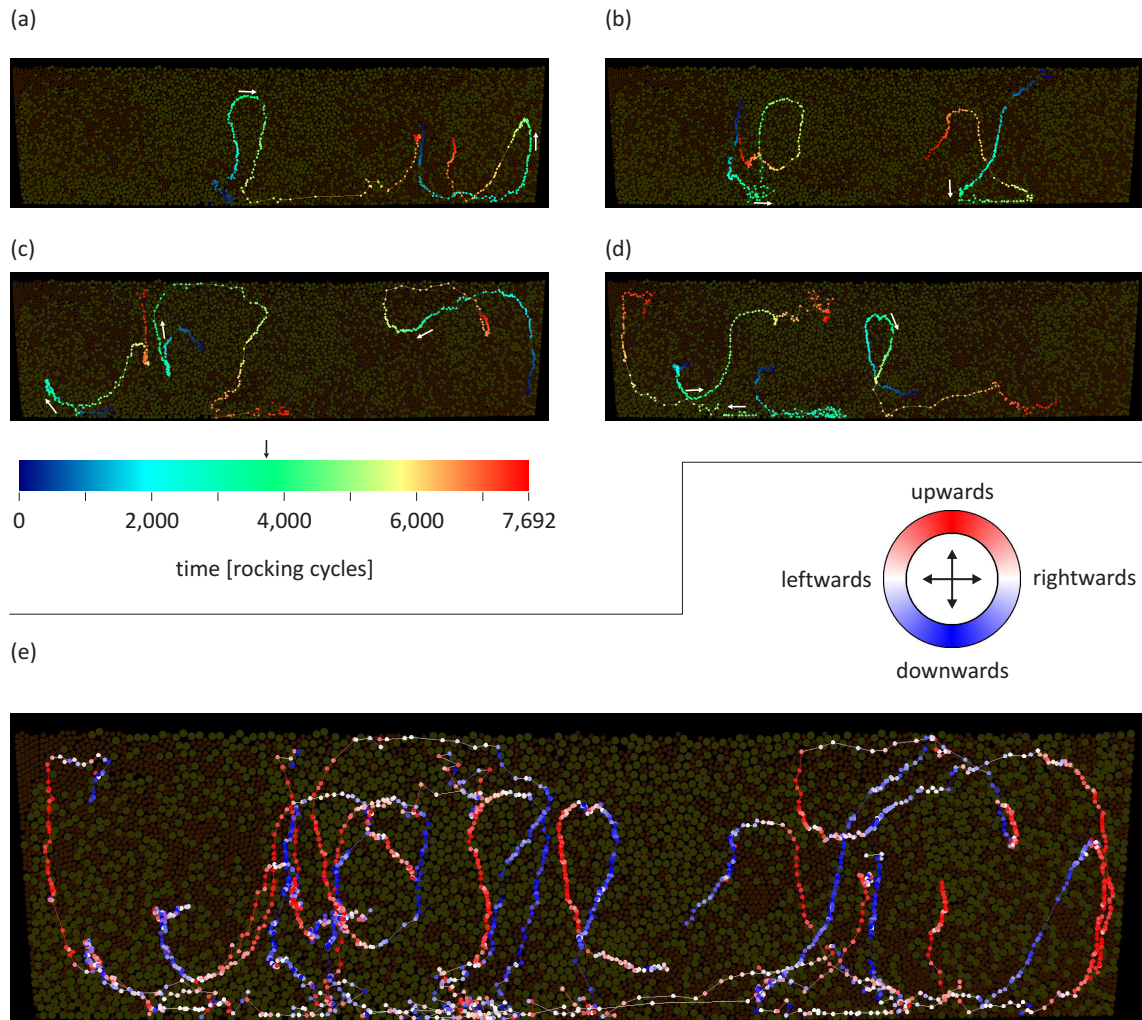 (a)
(b)
(c)
(d)
0
2,000
4,000
6,000
7,692
time [rocking cycles]
upwards
leftwards
rightwards
downwards
(e)